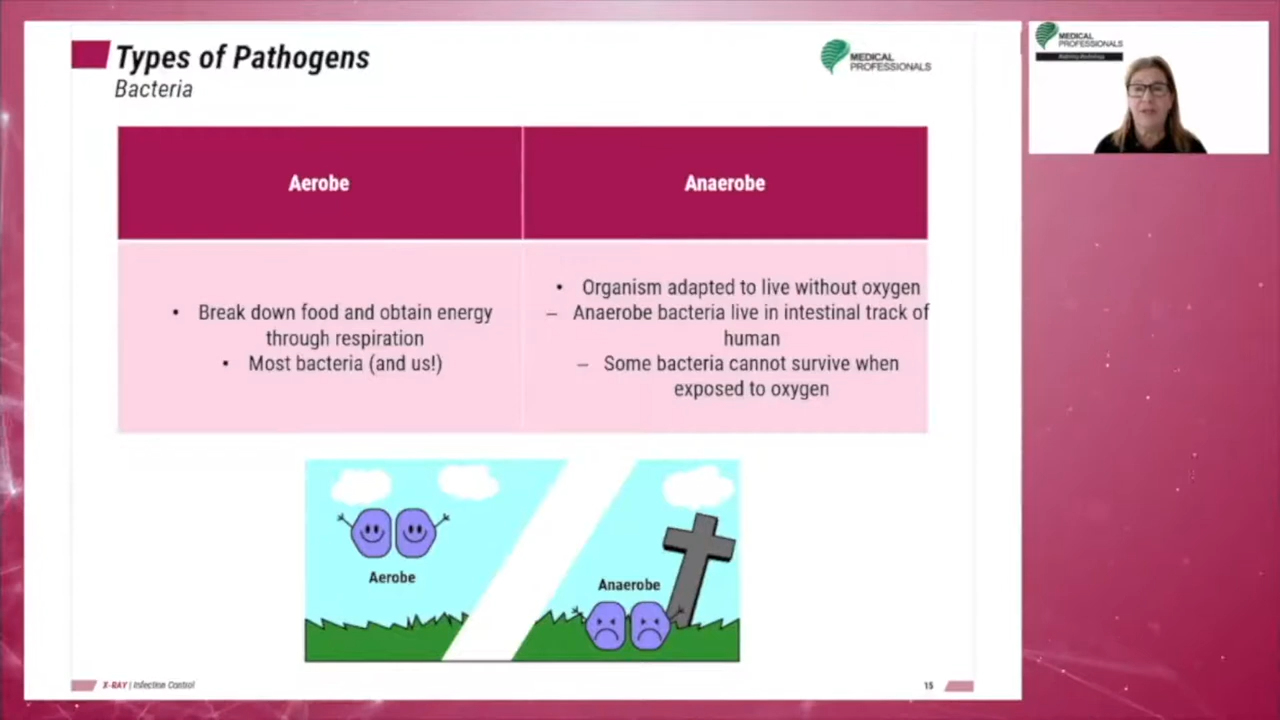 Types of Pathogens
Bacteria
MEDICAL
PROFESSIONALS
MEDICAL
PROFESSIONALS
Aerobe
Anaerobe
• Break down food and obtain energy
through respiration
• Most bacteria (and us!)
• Organism adapted to live without oxygen
– Anaerobe bacteria live in intestinal track of
human
– Some bacteria cannot survive when
exposed to oxygen
Aerobe
Anaerobe
X-RAY | Infection Control
15